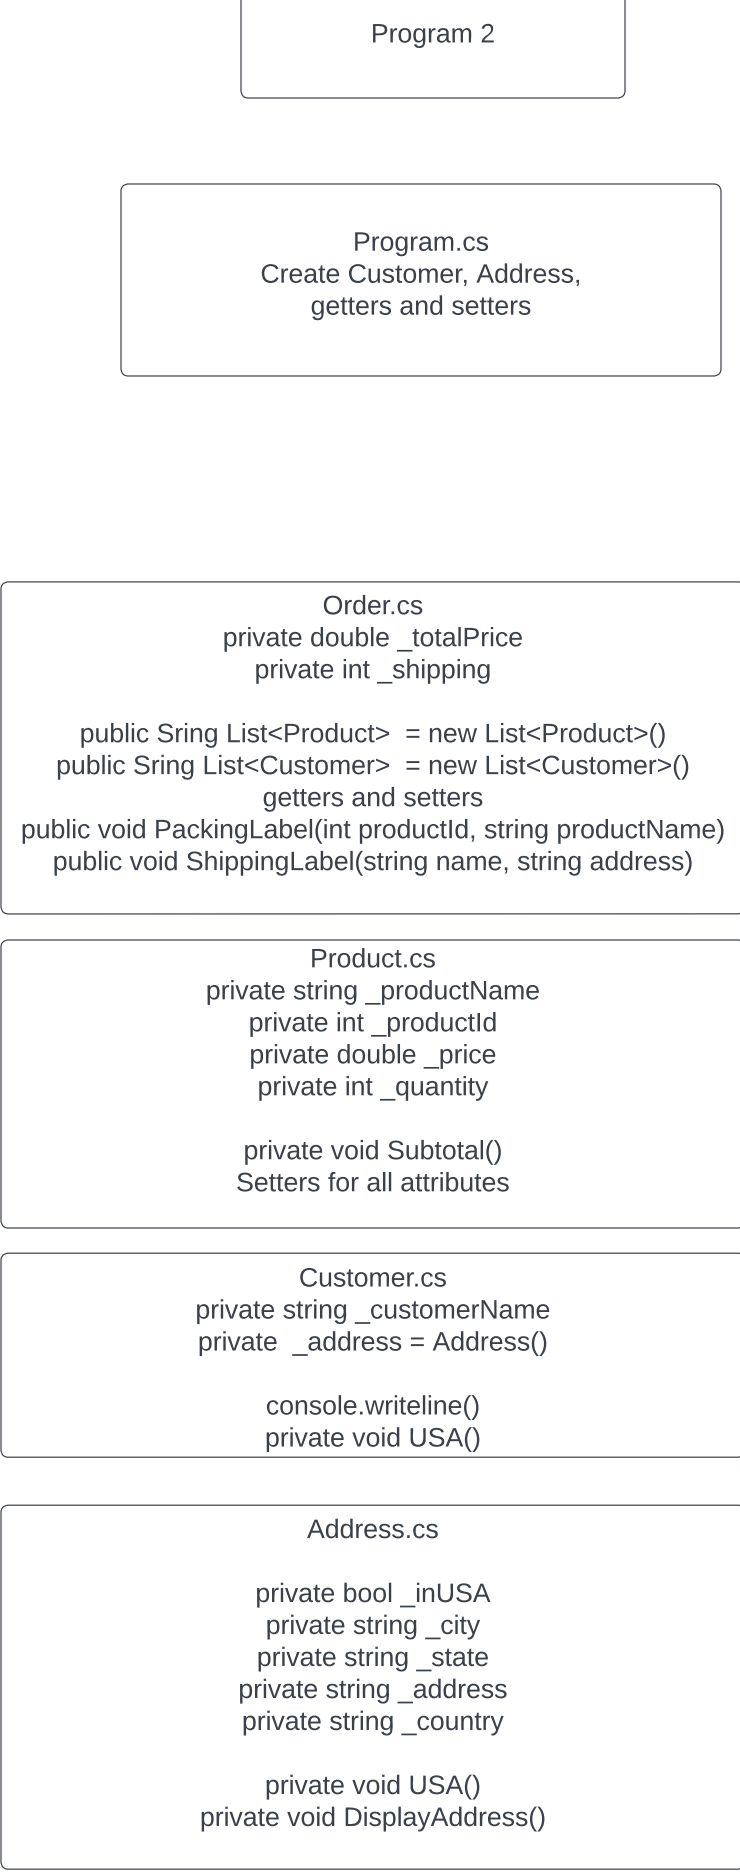 Program 2
Program.cs
Create Customer, Address,
getters and setters
Order.cs
private double _totalPrice
private int _shipping
public Sring List<Product>  = new List<Product>()
public Sring List<Customer>  = new List<Customer>()
getters and setters
public void PackingLabel(int productId, string productName)
public void ShippingLabel(string name, string address)
Product.cs
private string _productName
private int _productId
private double _price
private int _quantity
private void Subtotal()
Setters for all attributes
Customer.cs
private string _customerName
private  _address = Address()
console.writeline()
private void USA()
Address.cs
private bool _inUSA
private string _city
private string _state
private string _address
private string _country
private void USA()
private void DisplayAddress()